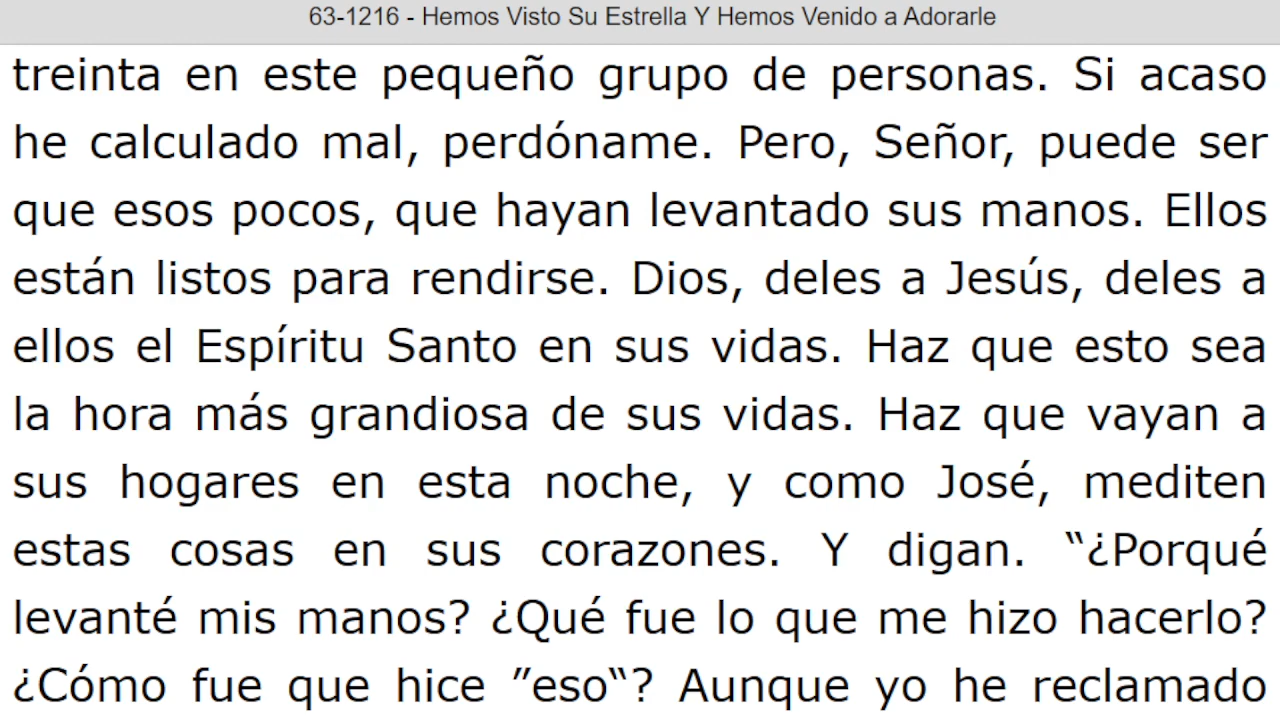 63-1216 - Hemos Visto Su Estrella Y Hemos Venido a Adorarle
treinta en este pequeño grupo de personas. Si acaso
he calculado mal, perdóname. Pero, Señor, puede ser
que esos pocos, que hayan levantado sus manos. Ellos
están listos para rendirse. Dios, deles a Jesús, deles a
ellos el Espíritu Santo en sus vidas. Haz que esto sea
la hora más grandiosa de sus vidas. Haz que vayan a
sus hogares en esta noche, y como José, mediten
estas cosas en sus corazones. Y digan. “¿Porqué
levanté mis manos? ¿Qué fue lo que me hizo hacerlo?
¿Cómo fue que hice ”eso“? Aunque yo he reclamado